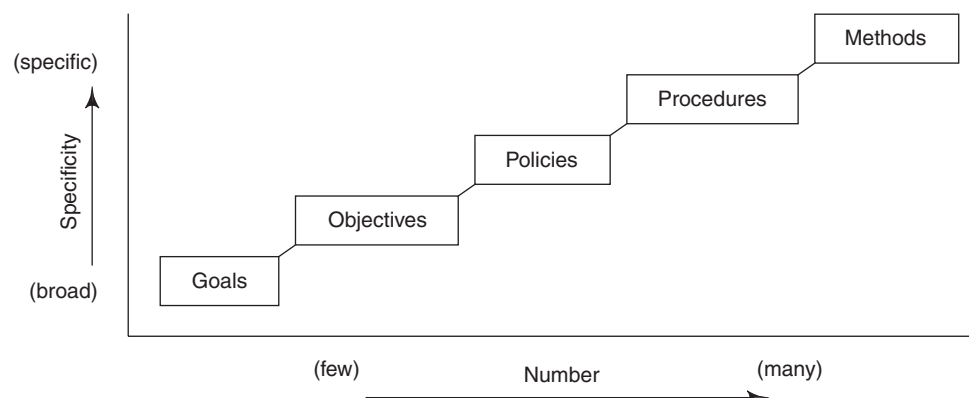 Methods
(specific)
Procedures
Policies
Specificity
Objectives
Goals
(broad)
(few)
Number
(many)